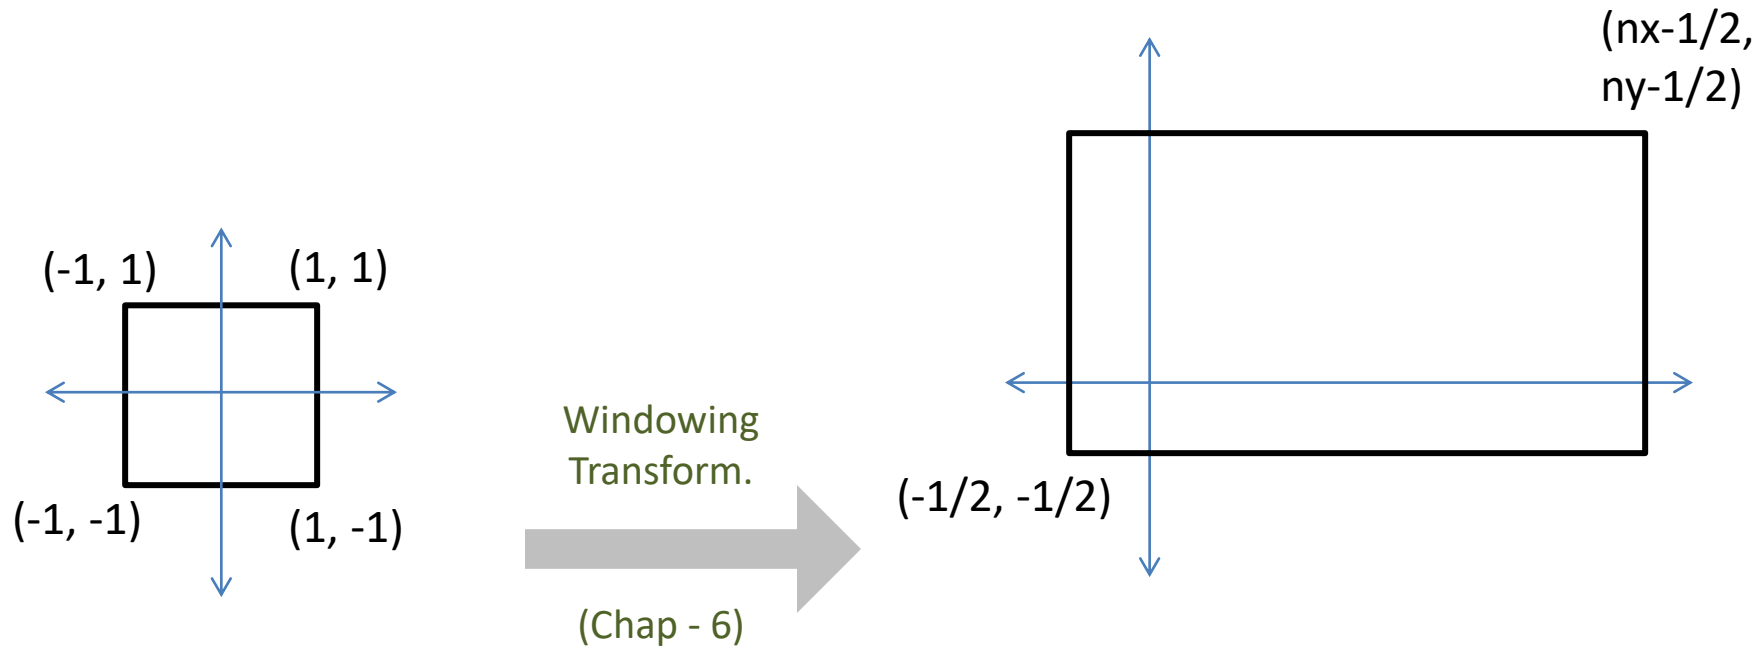 (-1, 1)
(1, 1)
(-1, -1)
(1, -1)
Windowing
Transform.
(Chap - 6)
(nx-1/2,
ny-1/2)
(-1/2, -1/2)